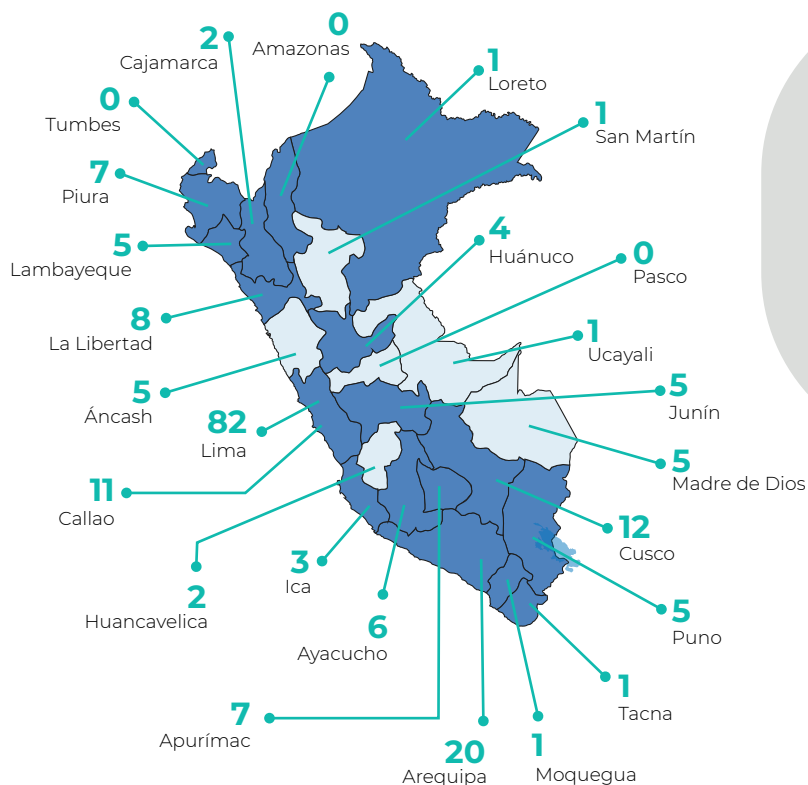 0
Amazonas
2
Cajamarca
1
Loreto
0
Tumbes
1
San Martín
7
Piura
4
Huánuco
5
Lambayeque
0
Pasco
8
La Libertad
1
Ucayali
5
Áncash
5
Junín
82
Lima
5
Madre de Dios
11
Callao
12
Cusco
3
Ica
2
Huancavelica
6
Ayacucho
5
Puno
1
Tacna
7
Apurímac
20
Arequipa
1
Moquegua